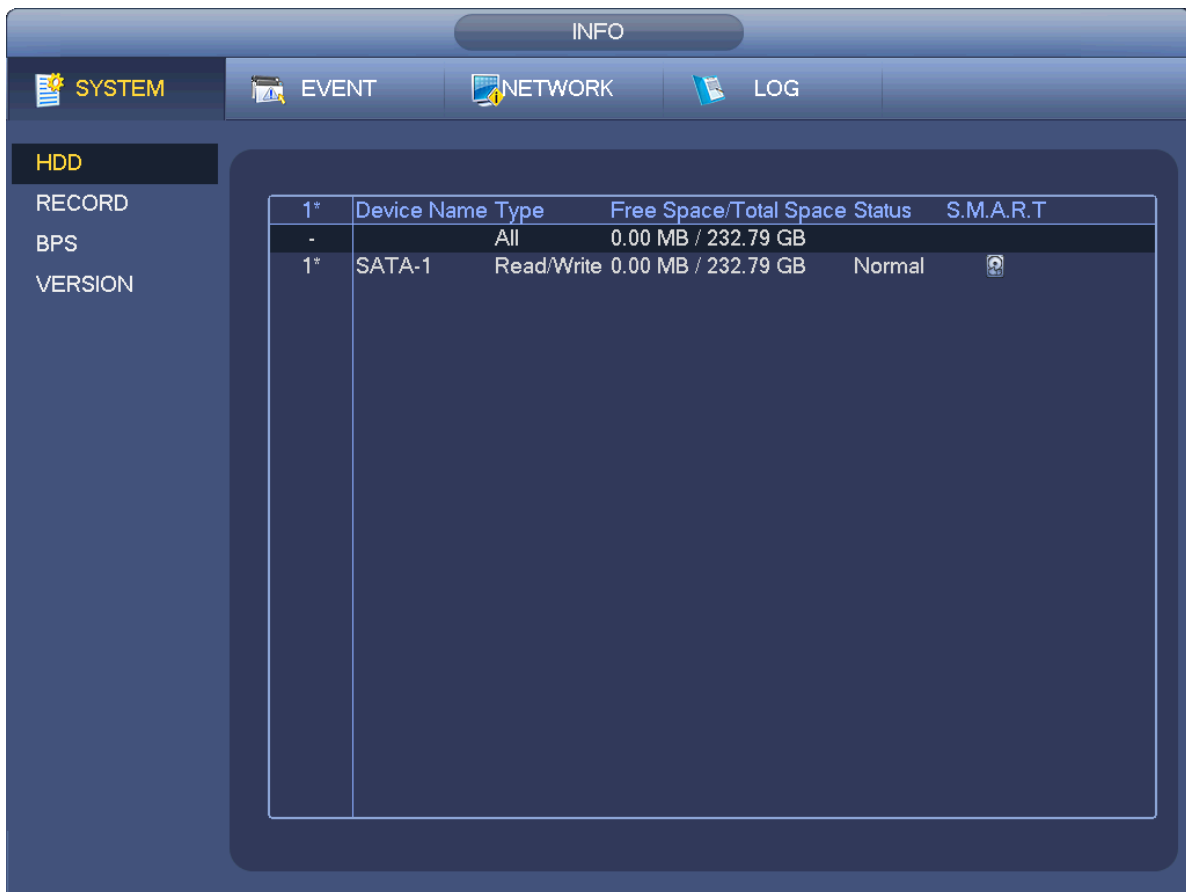 INFO
SYSTEM EVENT NETWORK LOG
HDD
RECORD
BPS
VERSION
1* Device Name Type Free Space/Total Space Status S.M.A.R.T
- All 0.00 MB / 232.79 GB
1* SATA-1 Read/Write 0.00 MB / 232.79 GB Normal